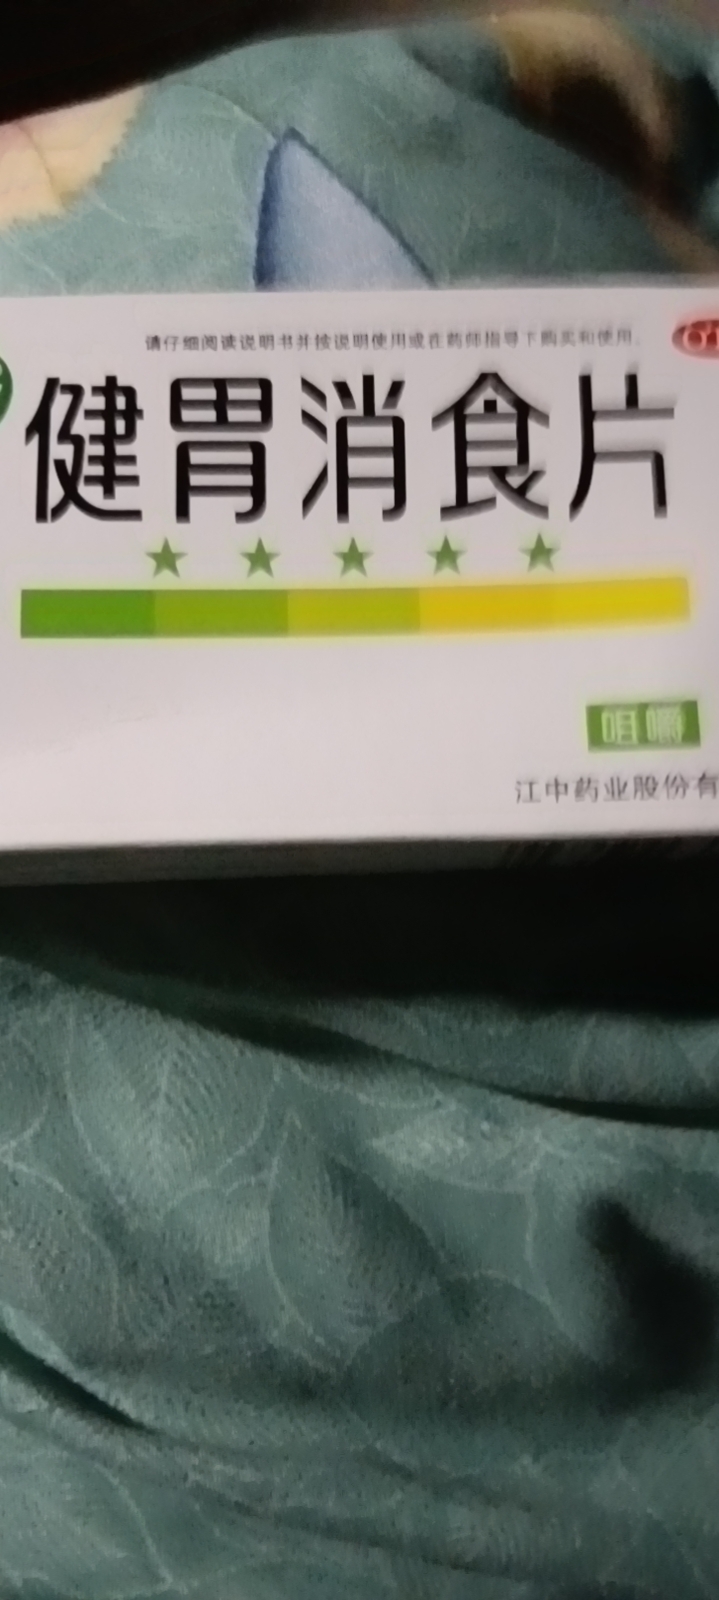 请仔细阅读说明书并按说明使用或在药师指导下购买和使用。
健胃消食片
咀嚼
江中药业股份有